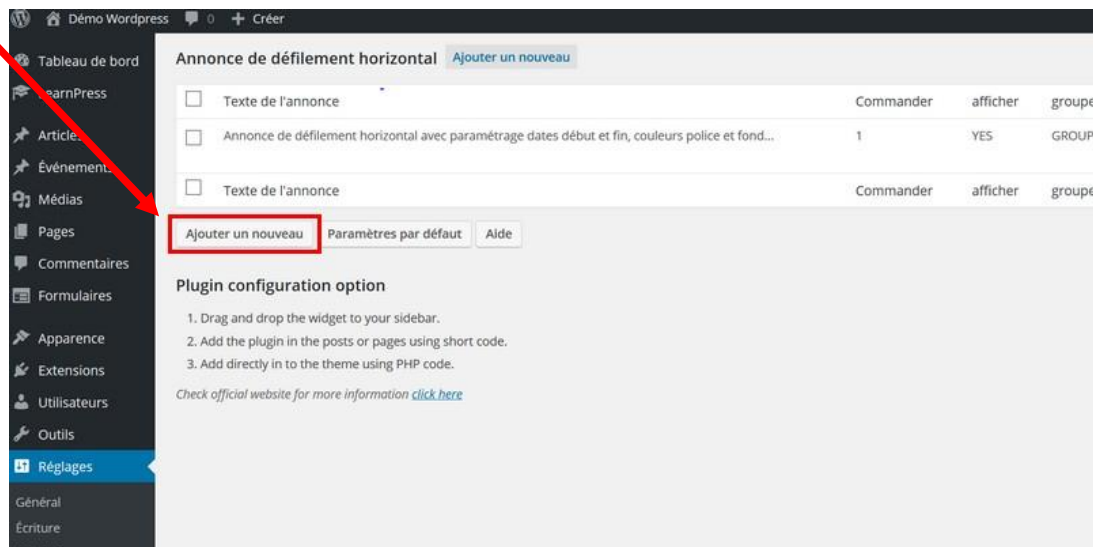 Démo Wordpress 0 + Créer
Tableau de bord
LearnPress
Articles
Événements
Médias
Pages
Commentaires
Formulaires
Apparence
Extensions
Utilisateurs
Outils
Réglages
Général
Écriture
Annonce de défilement horizontal Ajouter un nouveau
Texte de l'annonce Commander afficher groupe
Annonce de défilement horizontal avec paramétrage dates début et fin, couleurs police et fond... 1 YES GROUP
Texte de l'annonce Commander afficher groupe
Ajouter un nouveau Paramètres par défaut Aide
Plugin configuration option
1. Drag and drop the widget to your sidebar.
2. Add the plugin in the posts or pages using short code.
3. Add directly in to the theme using PHP code.
Check official website for more information click here